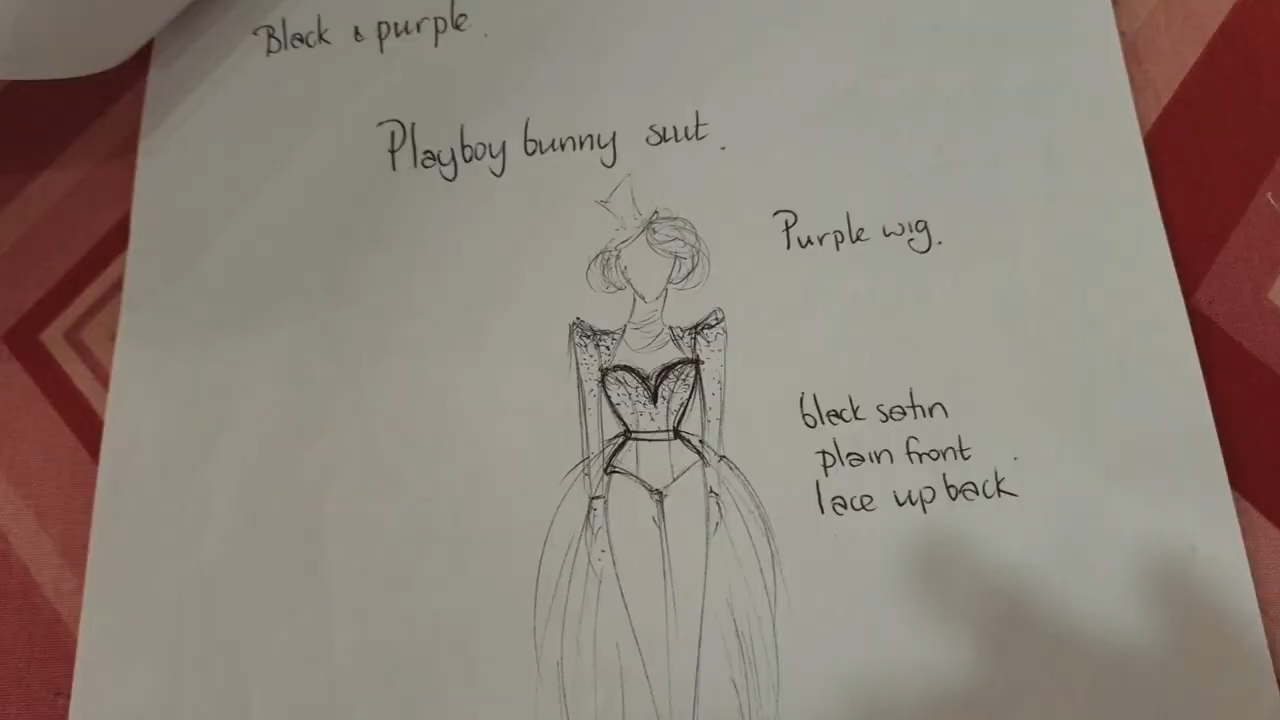 Black & purple.
Playboy bunny suit.
Purple wig.
black satin
plain front.
lace up back